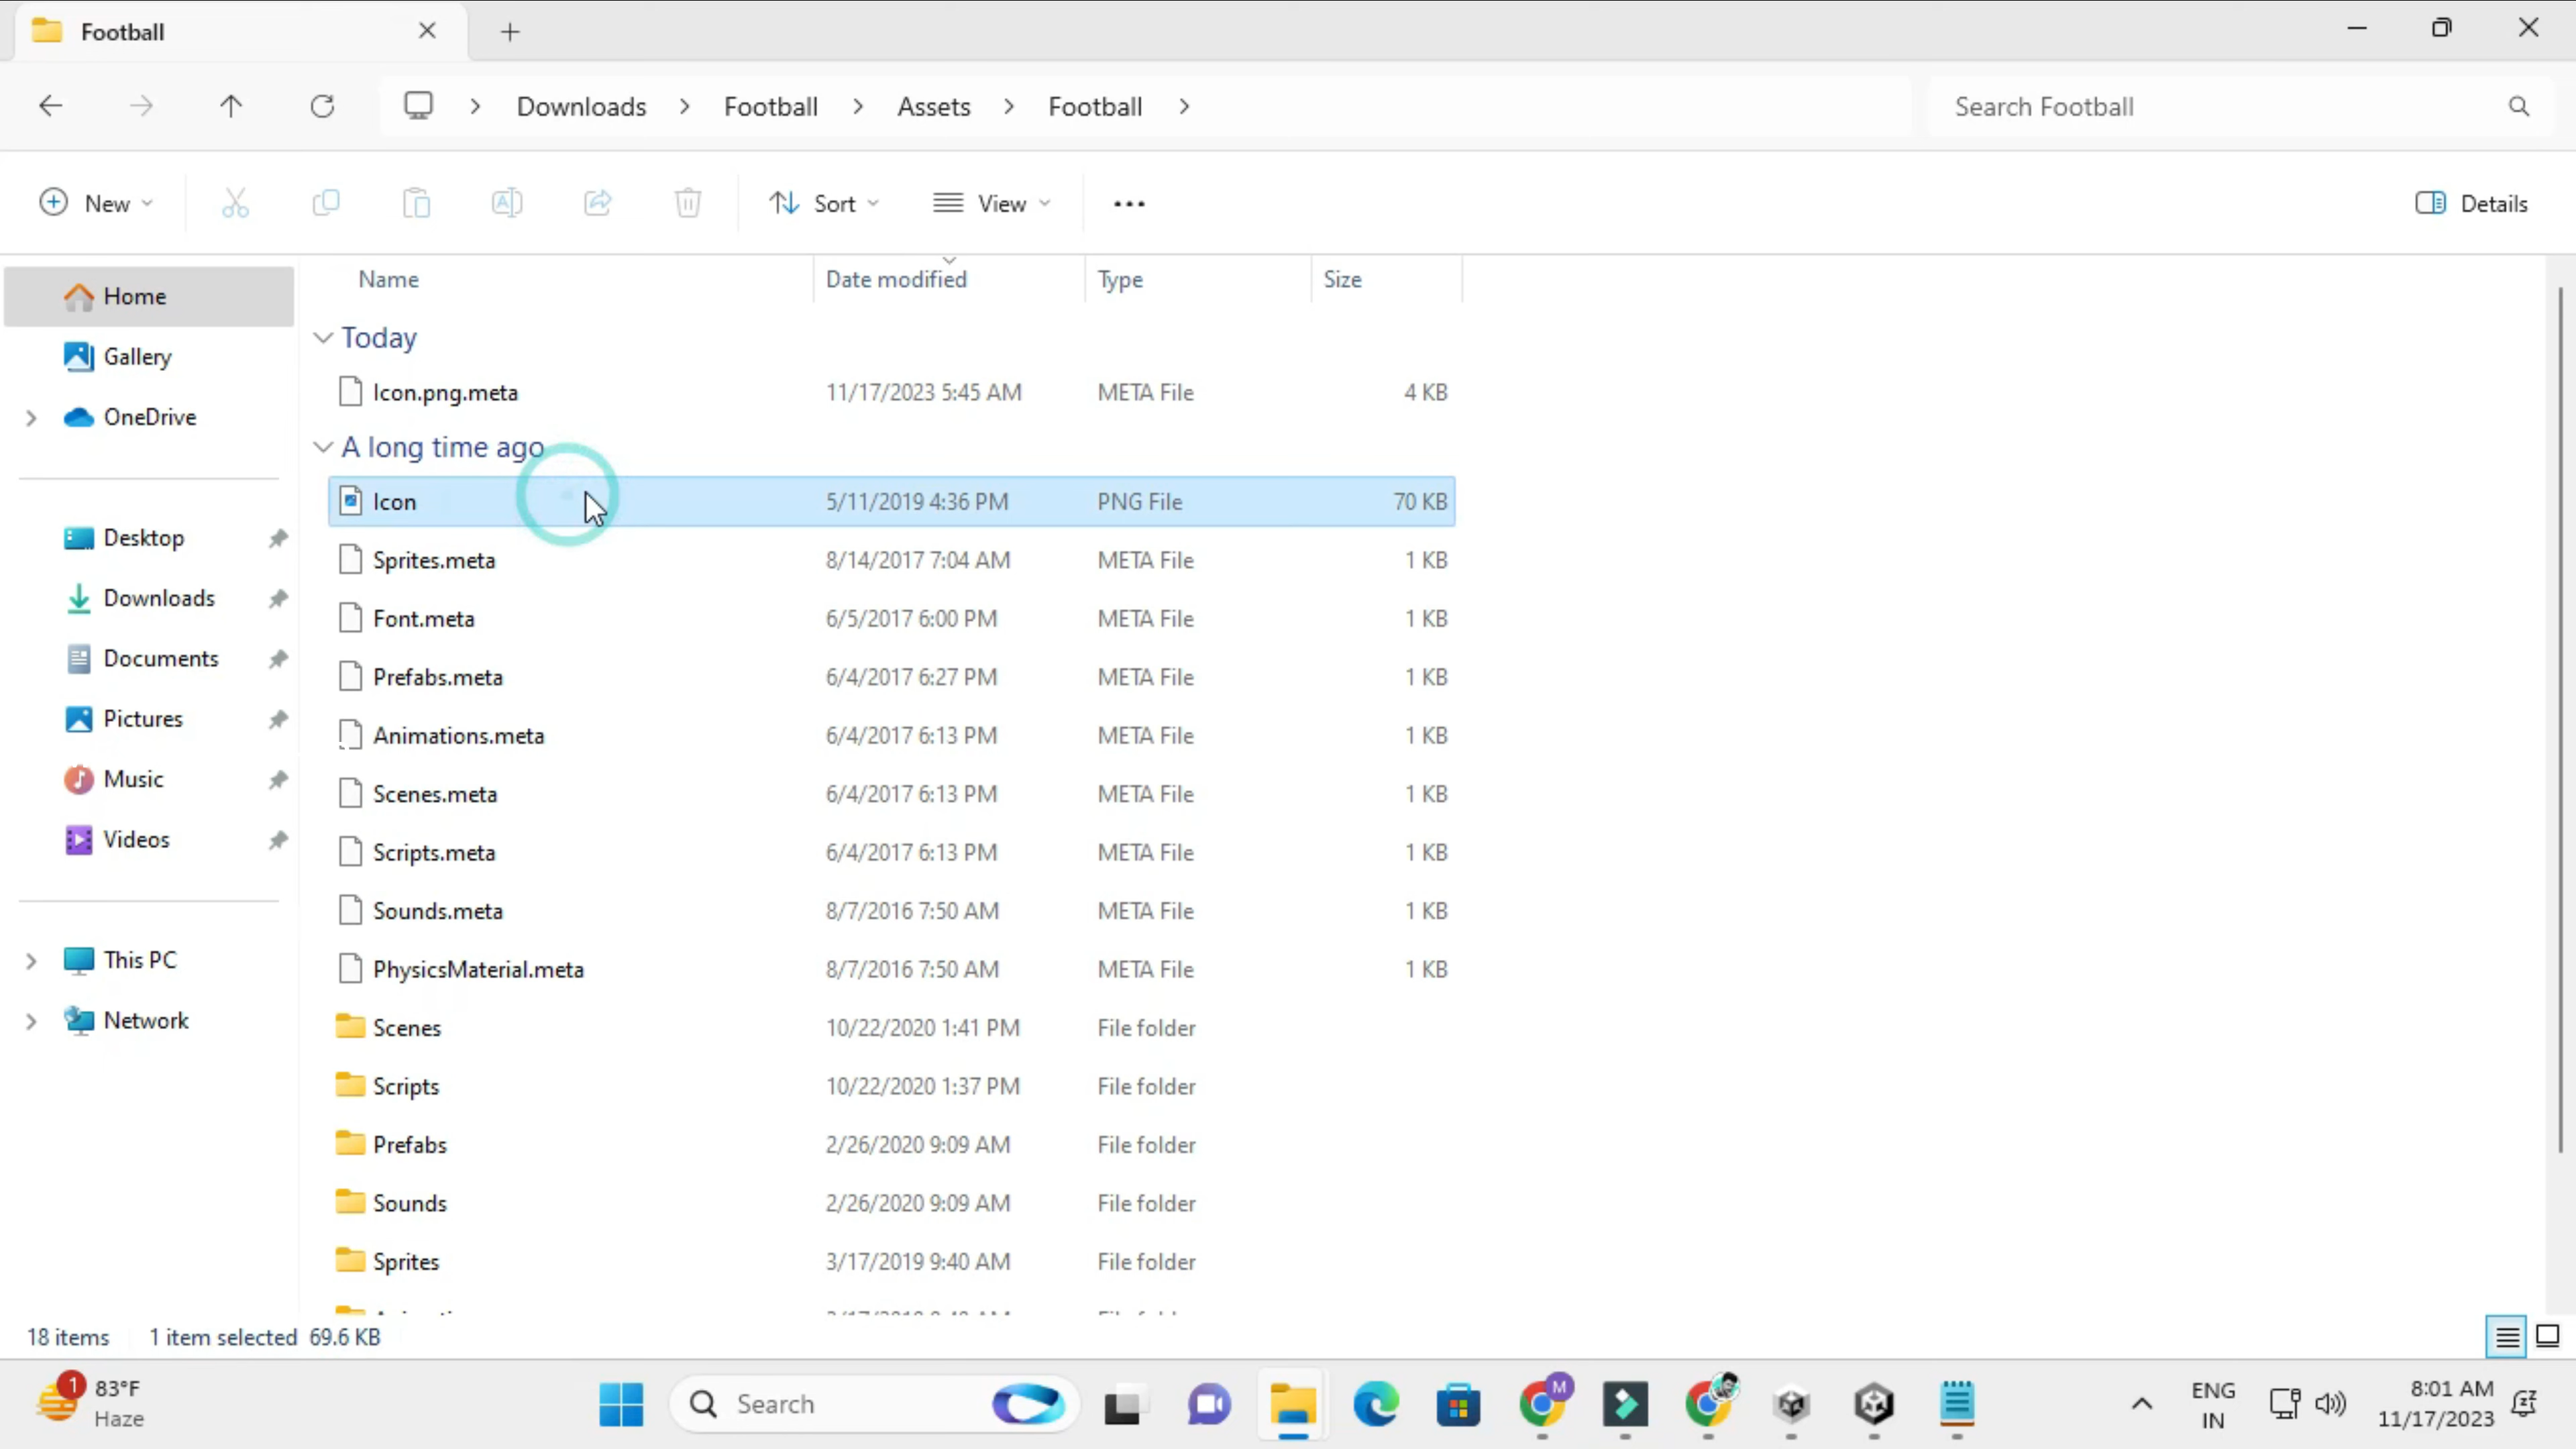 Football
Downloads Football Assets Football
Search Football
New Sort View ... Details
Name Date modified Type Size
Home
Gallery
OneDrive
Desktop
Downloads
Documents
Pictures
Music
Videos
This PC
Network
Today
Icon.png.meta 11/17/2023 5:45 AM META File 4 KB
A long time ago
Icon 5/11/2019 4:36 PM PNG File 70 KB
Sprites.meta 8/14/2017 7:04 AM META File 1 KB
Font.meta 6/5/2017 6:00 PM META File 1 KB
Prefabs.meta 6/4/2017 6:27 PM META File 1 KB
Animations.meta 6/4/2017 6:13 PM META File 1 KB
Scenes.meta 6/4/2017 6:13 PM META File 1 KB
Scripts.meta 6/4/2017 6:13 PM META File 1 KB
Sounds.meta 8/7/2016 7:50 AM META File 1 KB
PhysicsMaterial.meta 8/7/2016 7:50 AM META File 1 KB
Scenes 10/22/2020 1:41 PM File folder
Scripts 10/22/2020 1:37 PM File folder
Prefabs 2/26/2020 9:09 AM File folder
Sounds 2/26/2020 9:09 AM File folder
Sprites 3/17/2019 9:40 AM File folder
18 items 1 item selected 69.6 KB
1
83°F
Haze
Search
M
ENG
IN
8:01 AM
11/17/2023